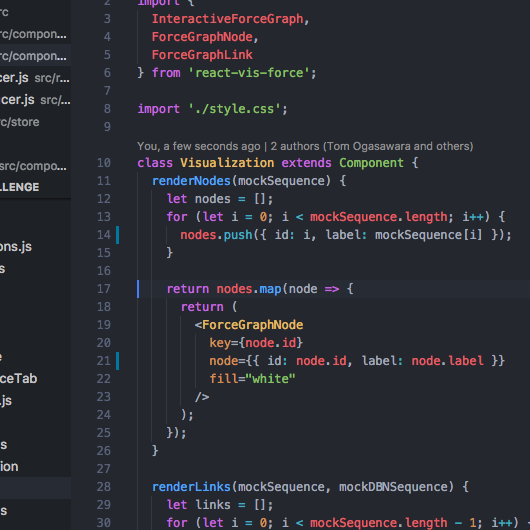 rc
rc/compon...
rc/compon...
cer.js src/r...
cer.js src/r...
rc/store
src/compo...
LLENGE
ons.js
s
e
ceTab
.js
s
ion
s
2 import {
3 InteractiveForceGraph,
4 ForceGraphNode,
5 ForceGraphLink
6 } from 'react-vis-force';
7
8 import './style.css';
9
You, a few seconds ago | 2 authors (Tom Ogasawara and others)
10 class Visualization extends Component {
11 renderNodes(mockSequence) {
12 let nodes = [];
13 for (let i = 0; i < mockSequence.length; i++) {
14 nodes.push({ id: i, label: mockSequence[i] });
15 }
16
17 return nodes.map(node => {
18 return (
19 <ForceGraphNode
20 key={node.id}
21 node={{ id: node.id, label: node.label }}
22 fill="white"
23 />
24 );
25 });
26 }
27
28 renderLinks(mockSequence, mockDBNSequence) {
29 let links = [];
30 for (let i = 0; i < mockSequence.length - 1; i++)